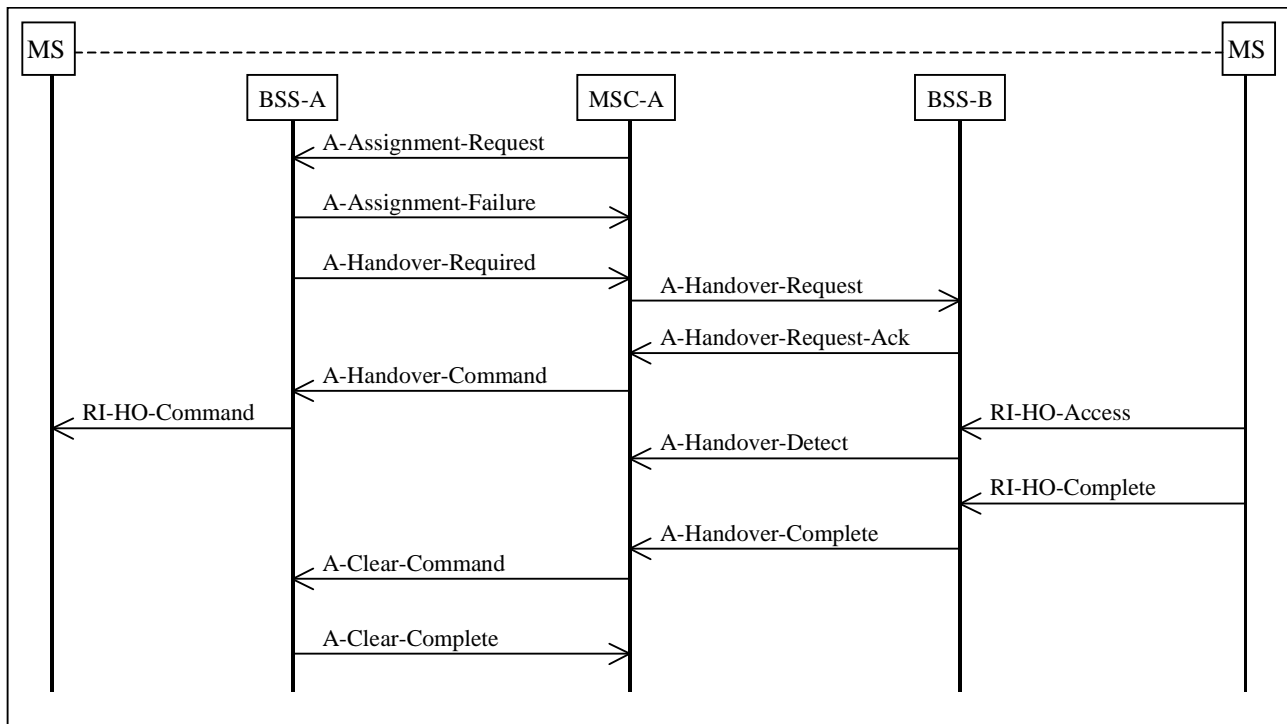 MS
MS
BSS-A
MSC-A
BSS-B
A-Assignment-Request
A-Assignment-Failure
A-Handover-Required
A-Handover-Request
A-Handover-Request-Ack
A-Handover-Command
RI-HO-Command
RI-HO-Access
A-Handover-Detect
RI-HO-Complete
A-Handover-Complete
A-Clear-Command
A-Clear-Complete